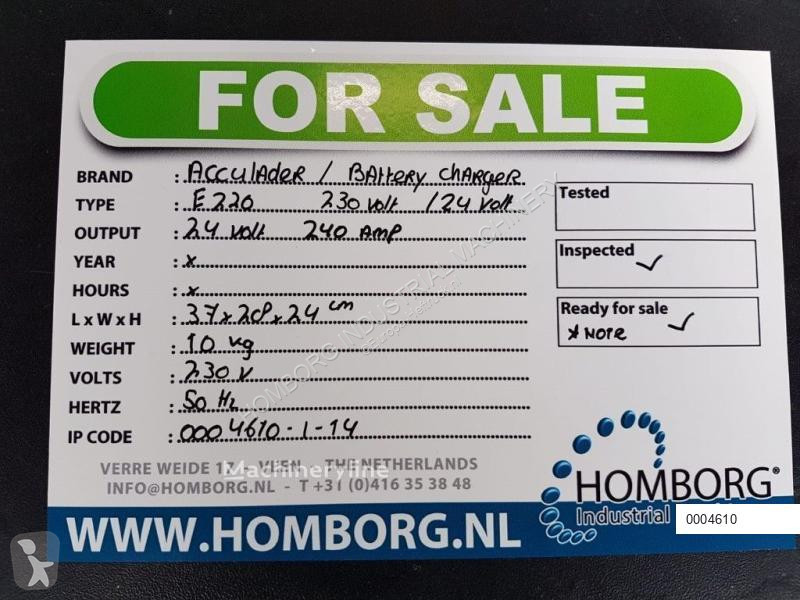 FOR SALE
BRAND : ACCULADER / BATTERY CHARGER
TYPE : E220 230 VOLT / 24 VOLT
OUTPUT : 24 VOLT 240 AMP
YEAR : x
HOURS : x
L x W x H : 37 x 28 x 24 cm
WEIGHT : 10 kg
VOLTS : 230 V
HERTZ : 50 Hz
IP CODE : 0004610-1-14
Tested
Inspected ✓
Ready for sale ✓
* NOTE
HOMBORG INDUSTRIAL MACHINERY
VERRE WEIDE - THE NETHERLANDS
Machineryline
INFO@HOMBORG.NL - T +31 (0)416 35 38 48
HOMBORG®
Industrial
0004610
WWW.HOMBORG.NL